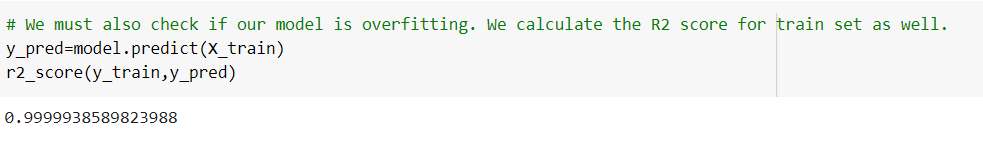 # We must also check if our model is overfitting. We calculate the R2 score for train set as well.
y_pred=model.predict(X_train)
r2_score(y_train,y_pred)
0.9999938589823988